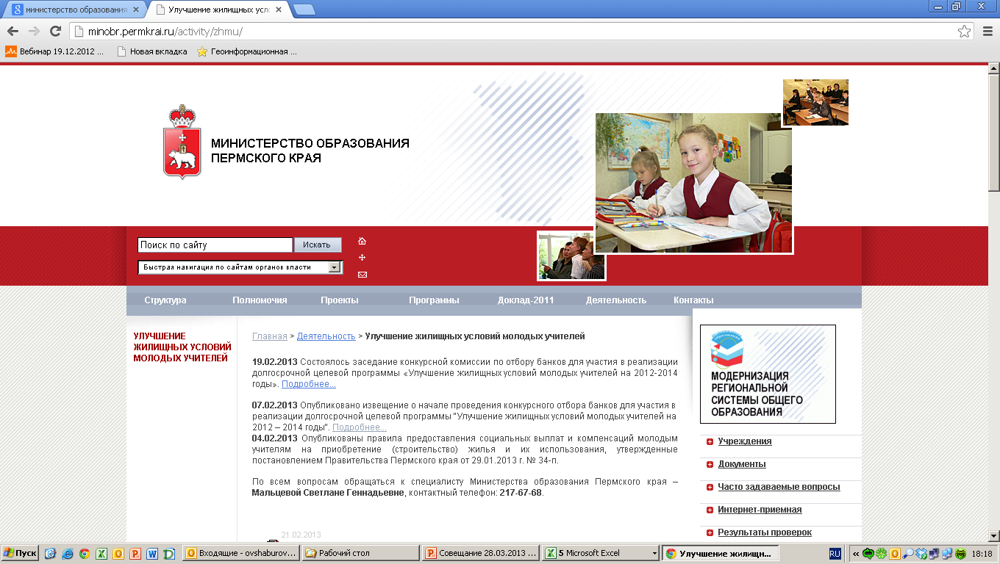 министерство образования
Улучшение жилищных усл
minobr.permkrai.ru/activity/zhmu/
Вебинар 19.12.2012 ...
Новая вкладка
Геоинформационная ...
МИНИСТЕРСТВО ОБРАЗОВАНИЯ
ПЕРМСКОГО КРАЯ
Поиск по сайту
Искать
Быстрая навигация по сайтам органов власти
Структура
Полномочия
Проекты
Программы
Доклад-2011
Деятельность
Контакты
УЛУЧШЕНИЕ
ЖИЛИЩНЫХ УСЛОВИЙ
МОЛОДЫХ УЧИТЕЛЕЙ
Главная > Деятельность > Улучшение жилищных условий молодых учителей
19.02.2013 Состоялось заседание конкурсной комиссии по отбору банков для участия в реализации
долгосрочной целевой программы «Улучшение жилищных условий молодых учителей на 2012-2014
годы». Подробнее...
07.02.2013 Опубликовано извещение о начале проведения конкурсного отбора банков для участия в
реализации долгосрочной целевой программы "Улучшение жилищных условий молодых учителей на
2012 – 2014 годы". Подробнее...
04.02.2013 Опубликованы правила предоставления социальных выплат и компенсаций молодым
учителям на приобретение (строительство) жилья и их использования, утвержденные
постановлением Правительства Пермского края от 29.01.2013 г. № 34-п.
По всем вопросам обращаться к специалисту Министерства образования Пермского края –
Мальцевой Светлане Геннадьевне, контактный телефон: 217-67-68.
21.02.2013
МОДЕРНИЗАЦИЯ
РЕГИОНАЛЬНОЙ
СИСТЕМЫ ОБЩЕГО
ОБРАЗОВАНИЯ
Учреждения
Документы
Часто задаваемые вопросы
Интернет-приемная
Результаты проверок
Пуск
Входящие - ovshaburov...
Рабочий стол
Совещание 28.03.2013 ...
5 Microsoft Excel
Улучшение жилищн...
RU
18:18